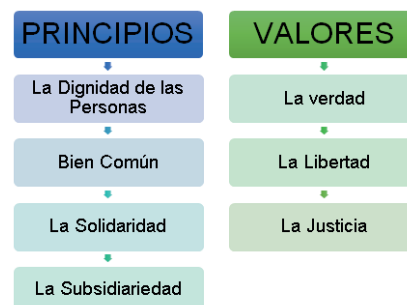 PRINCIPIOS
La Dignidad de las
Personas
Bien Común
La Solidaridad
La Subsidiariedad
VALORES
La verdad
La Libertad
La Justicia